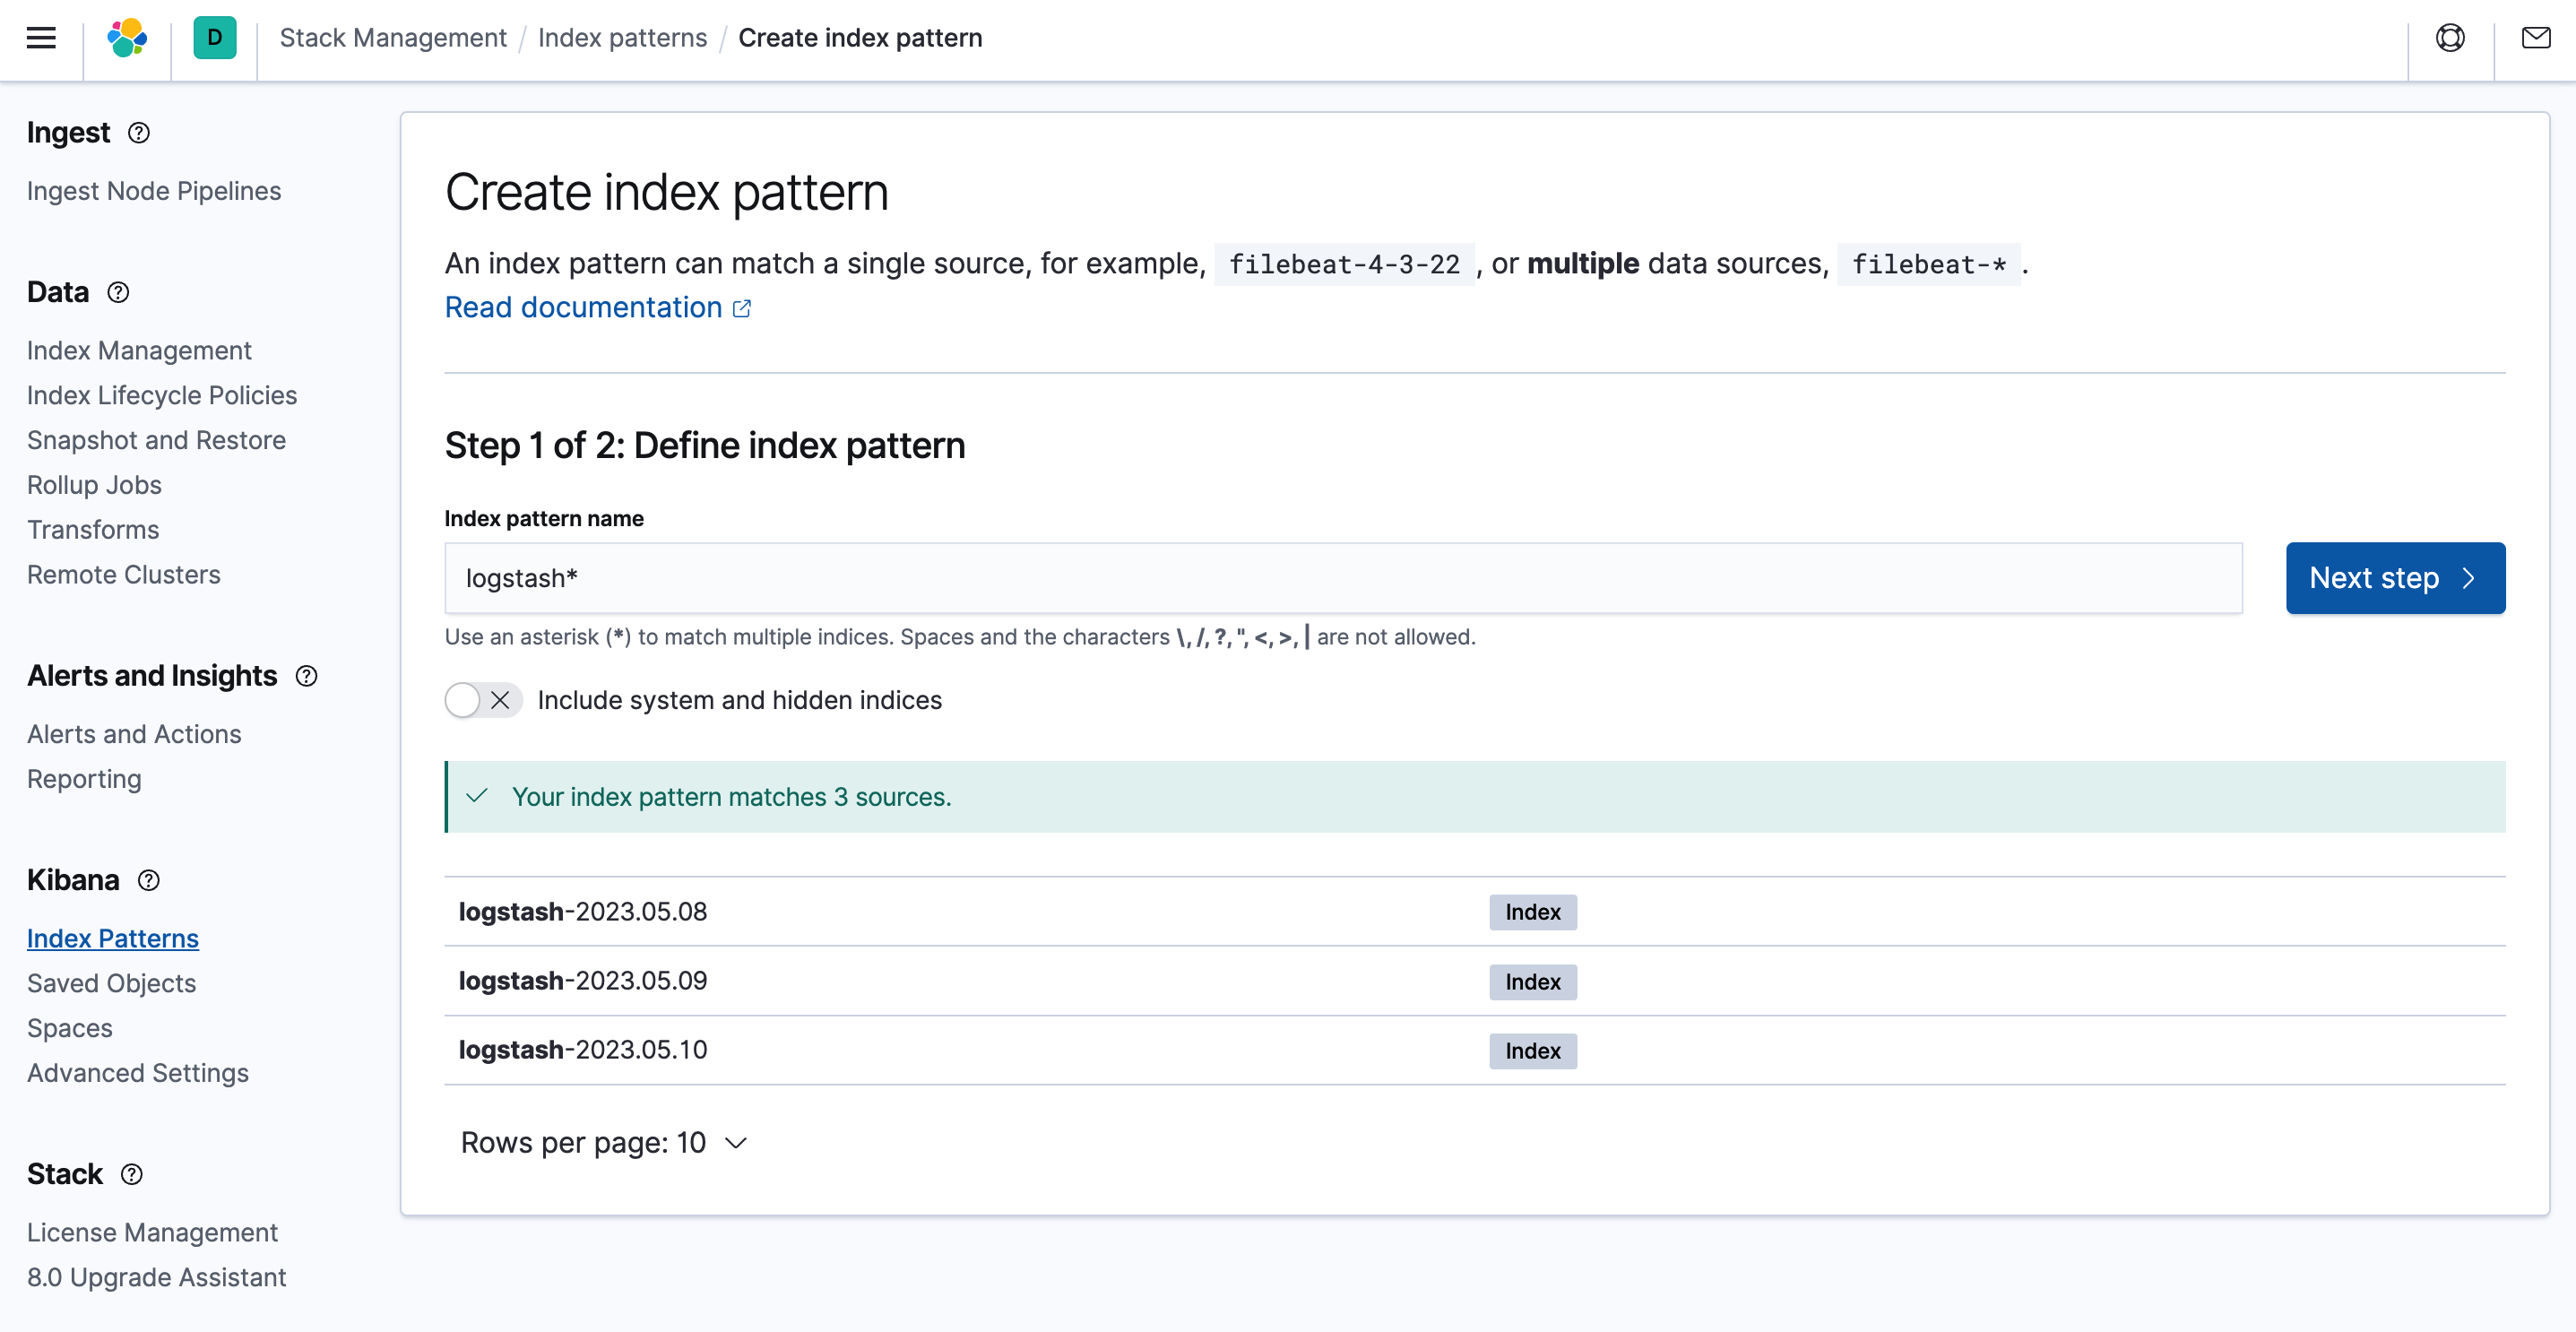 D
Stack Management / Index patterns / Create index pattern
Ingest
Ingest Node Pipelines
Data
Index Management
Index Lifecycle Policies
Snapshot and Restore
Rollup Jobs
Transforms
Remote Clusters
Alerts and Insights
Alerts and Actions
Reporting
Kibana
Index Patterns
Saved Objects
Spaces
Advanced Settings
Stack
License Management
8.0 Upgrade Assistant
Create index pattern
An index pattern can match a single source, for example, filebeat-4-3-22 , or multiple data sources, filebeat-* .
Read documentation
Step 1 of 2: Define index pattern
Index pattern name
logstash*
Next step
Use an asterisk (*) to match multiple indices. Spaces and the characters \, /, ?, ", <, >, | are not allowed.
Include system and hidden indices
Your index pattern matches 3 sources.
logstash-2023.05.08 Index
logstash-2023.05.09 Index
logstash-2023.05.10 Index
Rows per page: 10